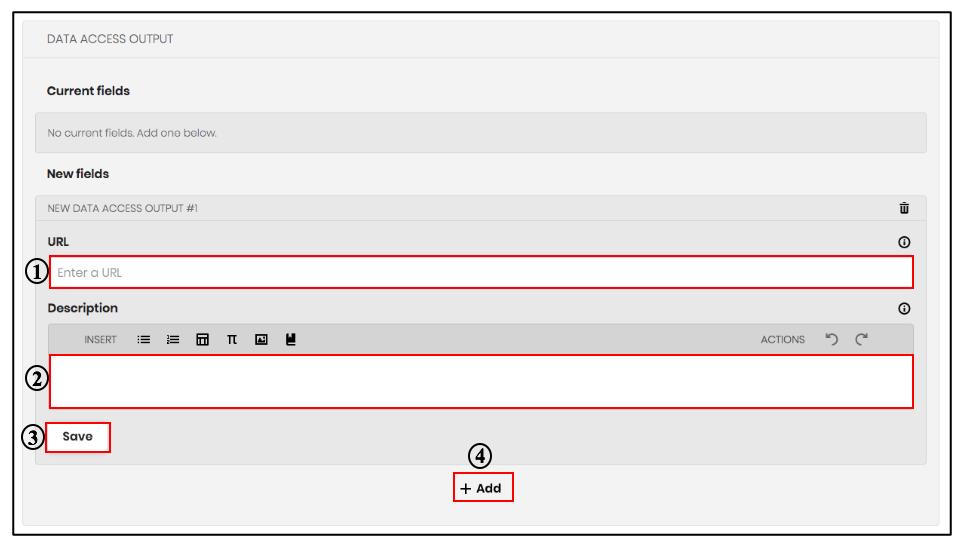 DATA ACCESS OUTPUT
Current fields
No current fields. Add one below.
New fields
NEW DATA ACCESS OUTPUT #1
URL
1 Enter a URL
Description
INSERT π ACTIONS
2
3 Save
4
+ Add